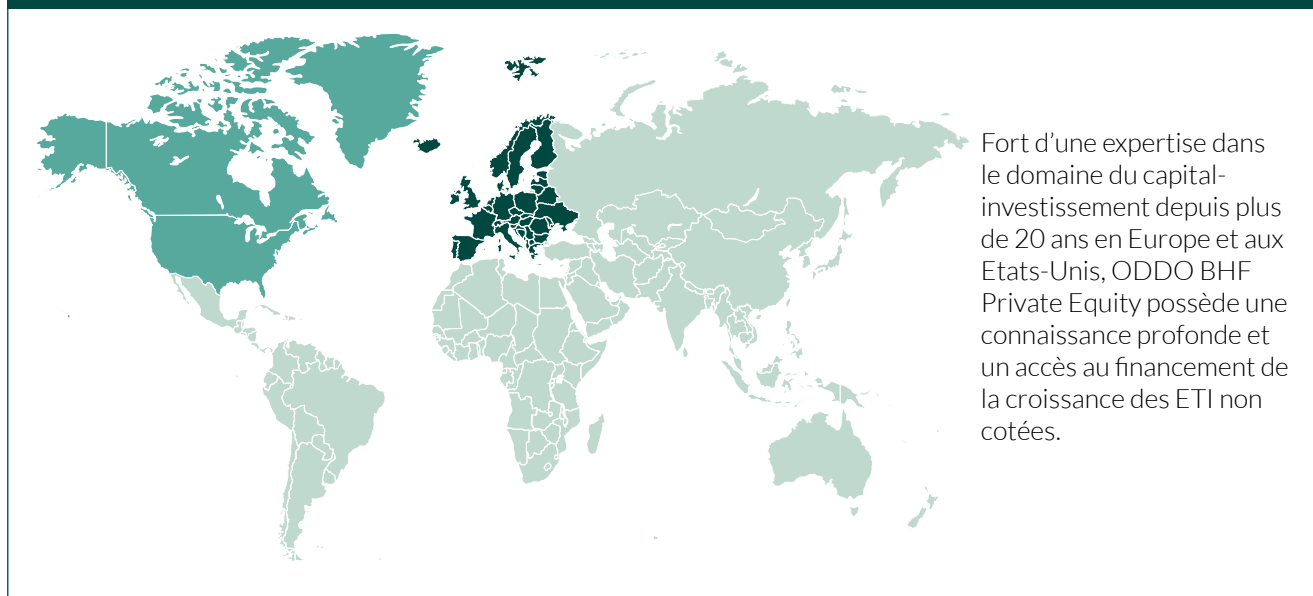 Fort d’une expertise dans
le domaine du capital-
investissement depuis plus
de 20 ans en Europe et aux
Etats-Unis, ODDO BHF
Private Equity possède une
connaissance profonde et
un accès au financement de
la croissance des ETI non
cotées.